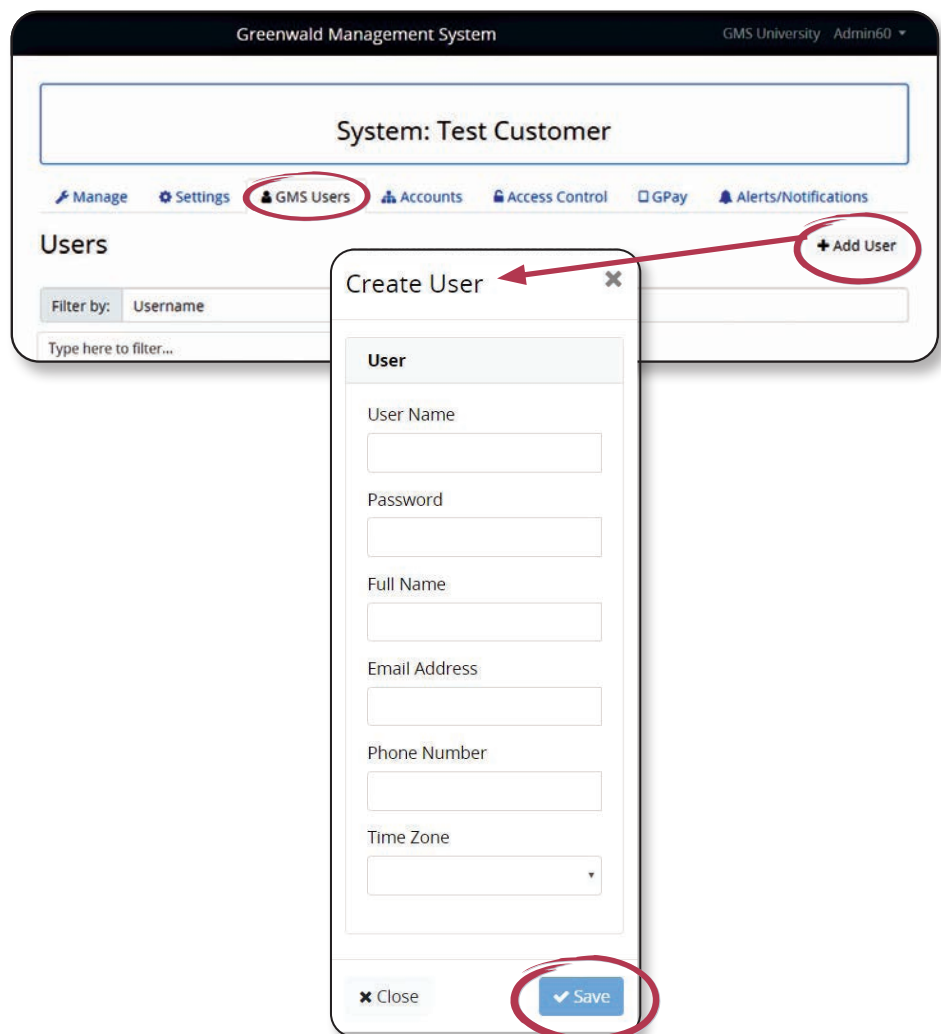 Greenwald Management System GMS University Admin60
System: Test Customer
Manage Settings GMS Users Accounts Access Control GPay Alerts/Notifications
Users
+ Add User
Filter by: Username
Type here to filter...
Create User
User
User Name
Password
Full Name
Email Address
Phone Number
Time Zone
Close Save